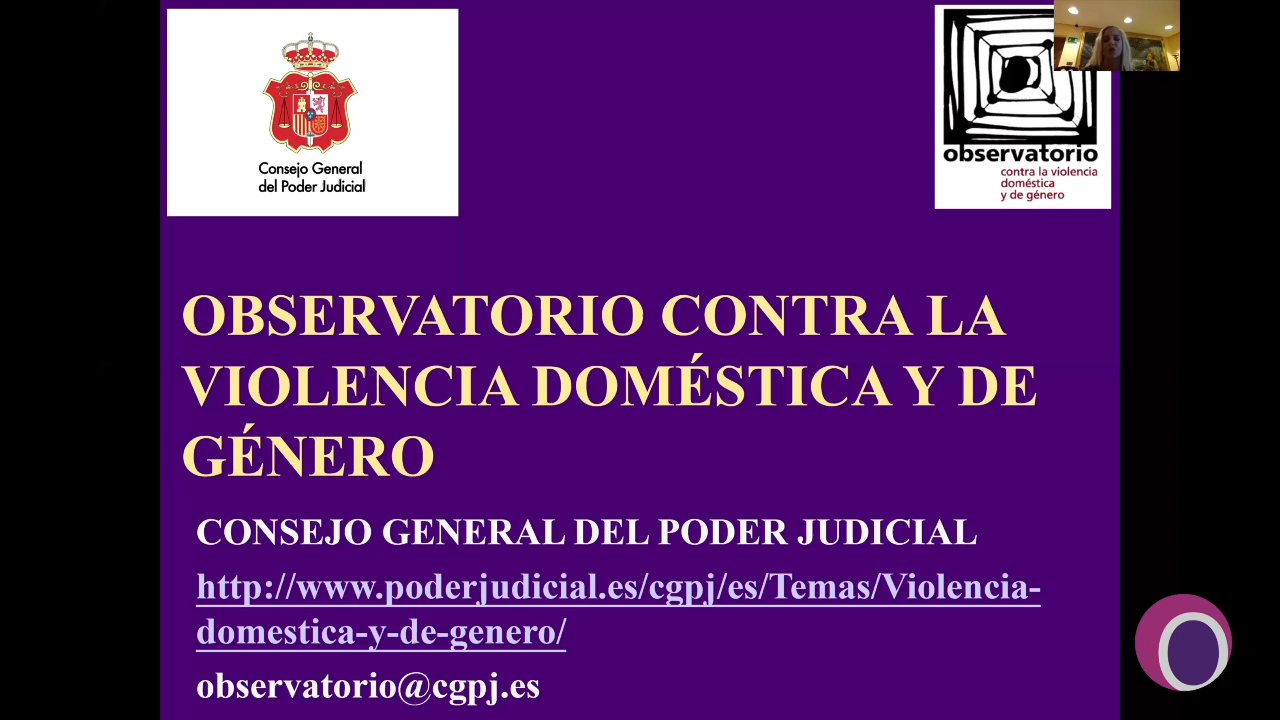 Consejo General
del Poder Judicial
observatorio
contra la violencia
doméstica
y de género
OBSERVATORIO CONTRA LA
VIOLENCIA DOMÉSTICA Y DE
GÉNERO
CONSEJO GENERAL DEL PODER JUDICIAL
http://www.poderjudicial.es/cgpj/es/Temas/Violencia-
domestica-y-de-genero/
observatorio@cgpj.es